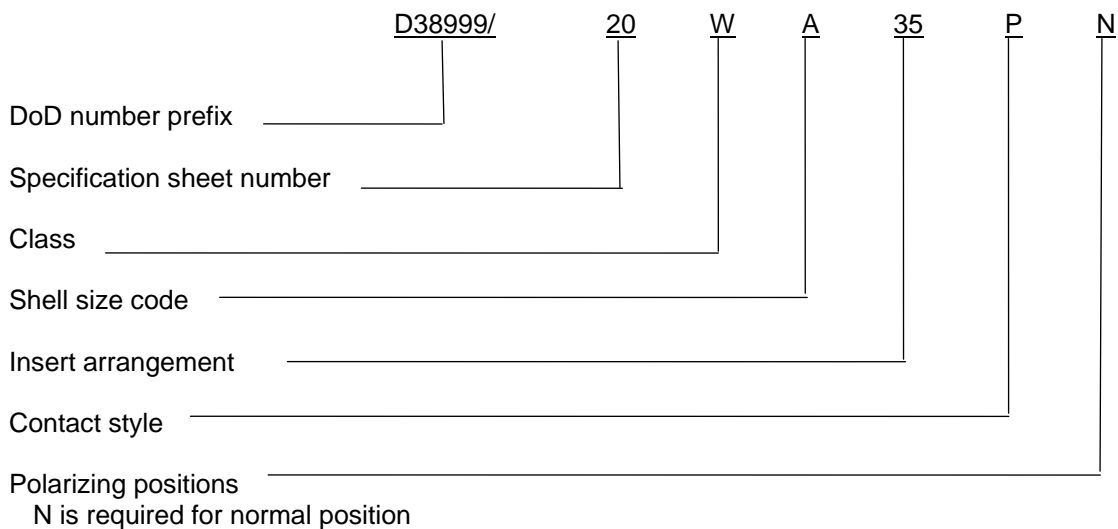 D38999/ 20 W A 35 P N
DoD number prefix
Specification sheet number
Class
Shell size code
Insert arrangement
Contact style
Polarizing positions
N is required for normal position